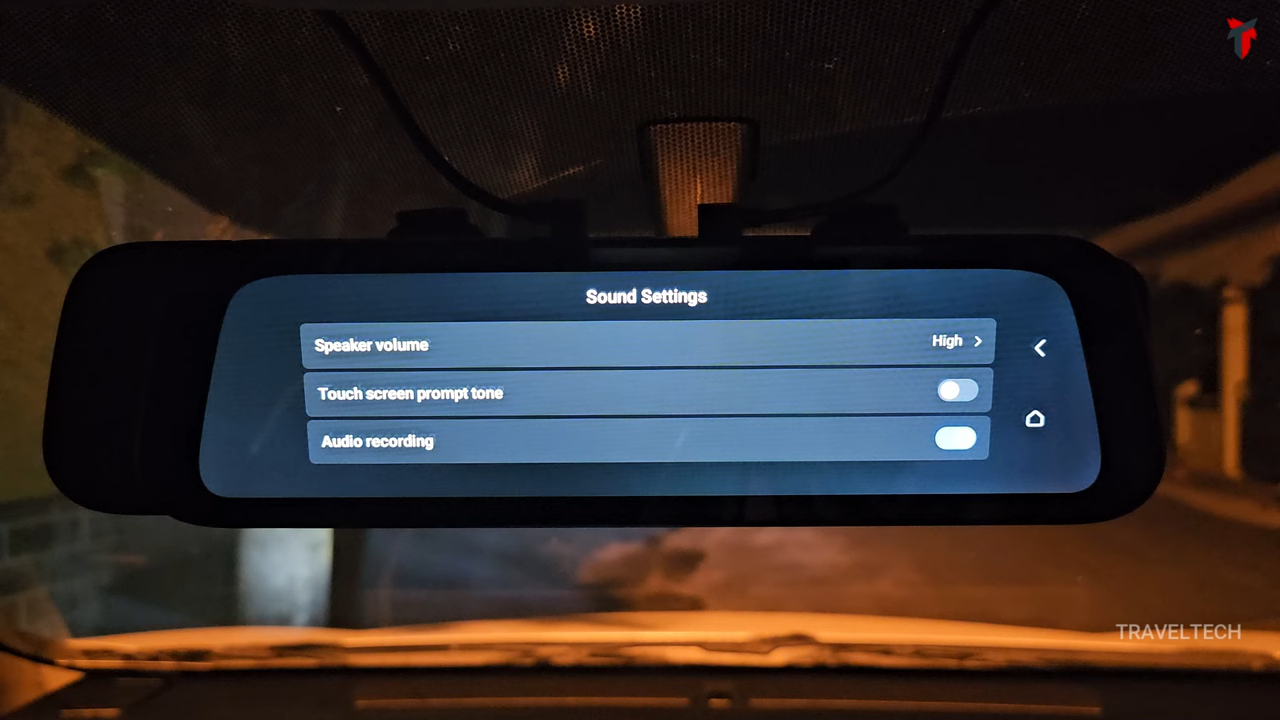 Sound Settings
Speaker volume High
Touch screen prompt tone
Audio recording
TRAVELTECH